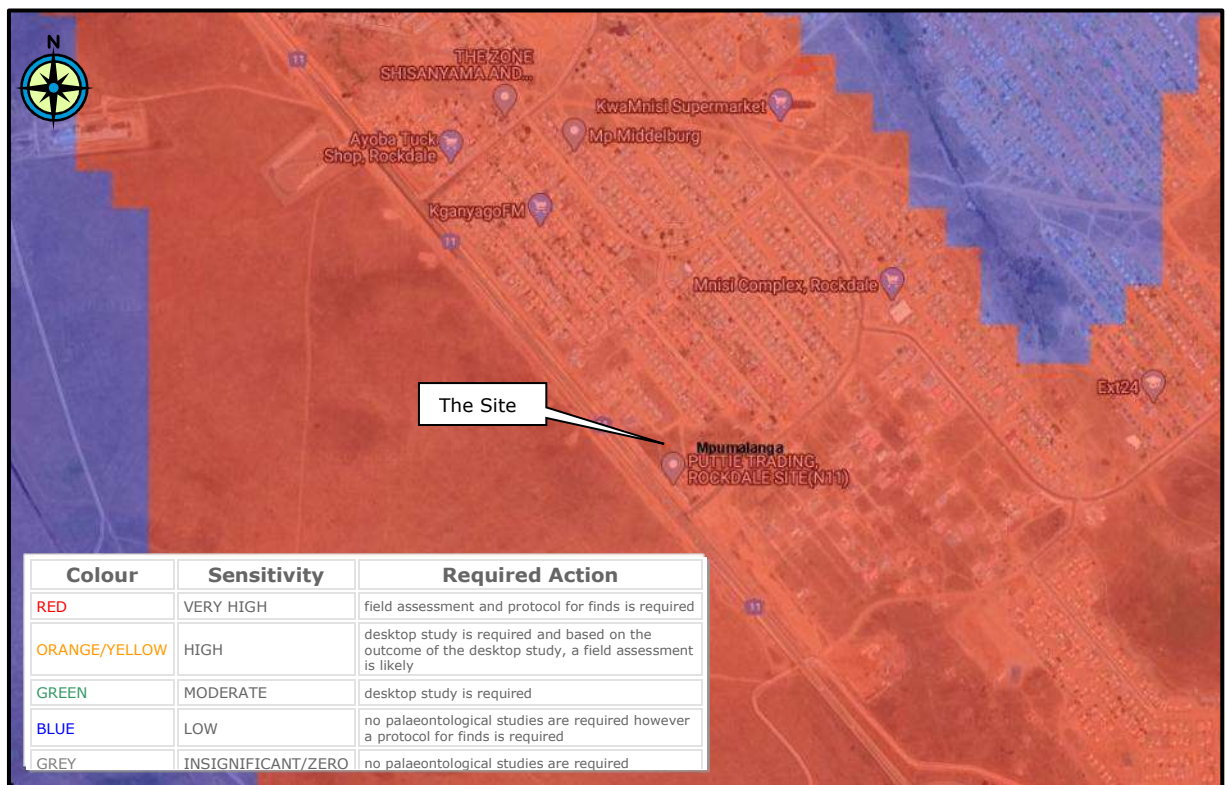 N
11
THE ZONE
SHISANYAMA AND...
KwaMnisi Supermarket
Mp Middelburg
Ayoba Tuck
Shop, Rockdale
KganyagoFM
11
Mnisi Complex, Rockdale
Ext24
The Site
Mpumalanga
PUTTIE TRADING,
ROCKDALE SITE(N11)
11
Colour Sensitivity Required Action
RED VERY HIGH field assessment and protocol for finds is required
ORANGE/YELLOW HIGH desktop study is required and based on the
outcome of the desktop study, a field assessment
is likely
GREEN MODERATE desktop study is required
BLUE LOW no palaeontological studies are required however
a protocol for finds is required
GREY INSIGNIFICANT/ZERO no palaeontological studies are required